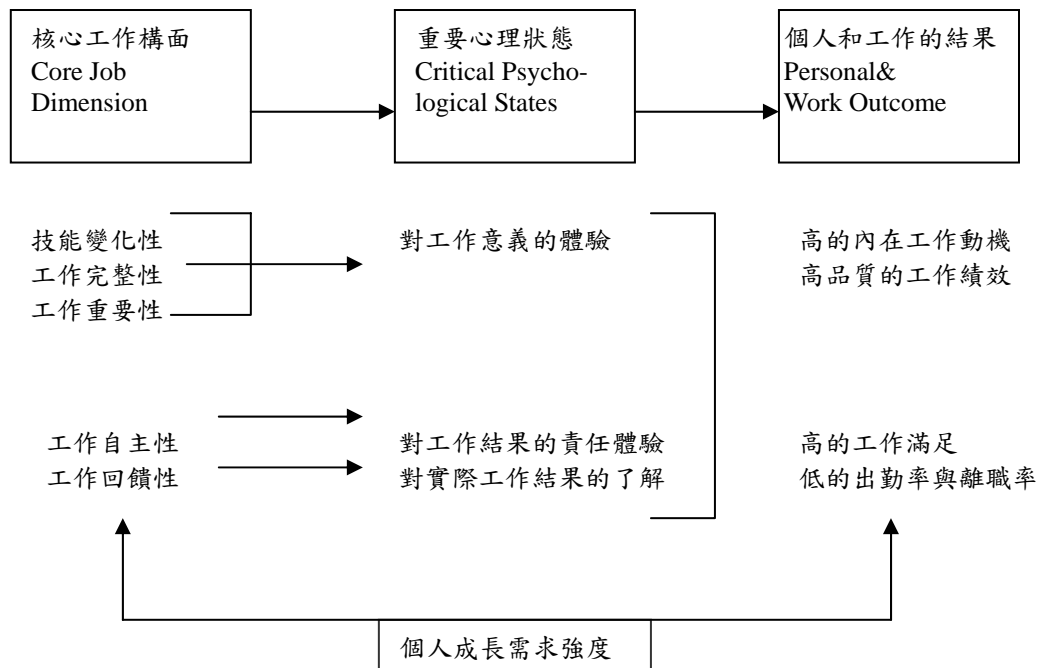 核心工作構面
Core Job
Dimension
重要心理狀態
Critical Psycho-
logical States
個人和工作的結果
Personal&
Work Outcome
技能變化性
工作完整性
工作重要性
對工作意義的體驗
高的內在工作動機
高品質的工作績效
工作自主性
工作回饋性
對工作結果的責任體驗
對實際工作結果的了解
高的工作滿足
低的出勤率與離職率
個人成長需求強度